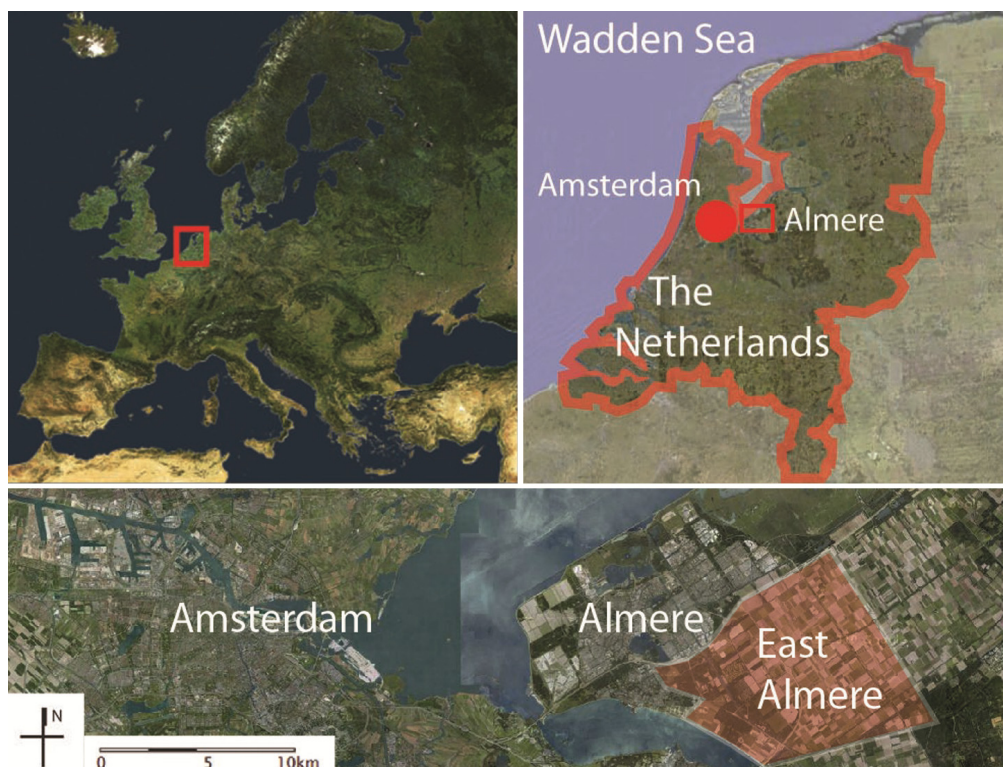 Wadden Sea
Amsterdam
Almere
The
Netherlands
Amsterdam
Almere
East
Almere
N
0 5 10km